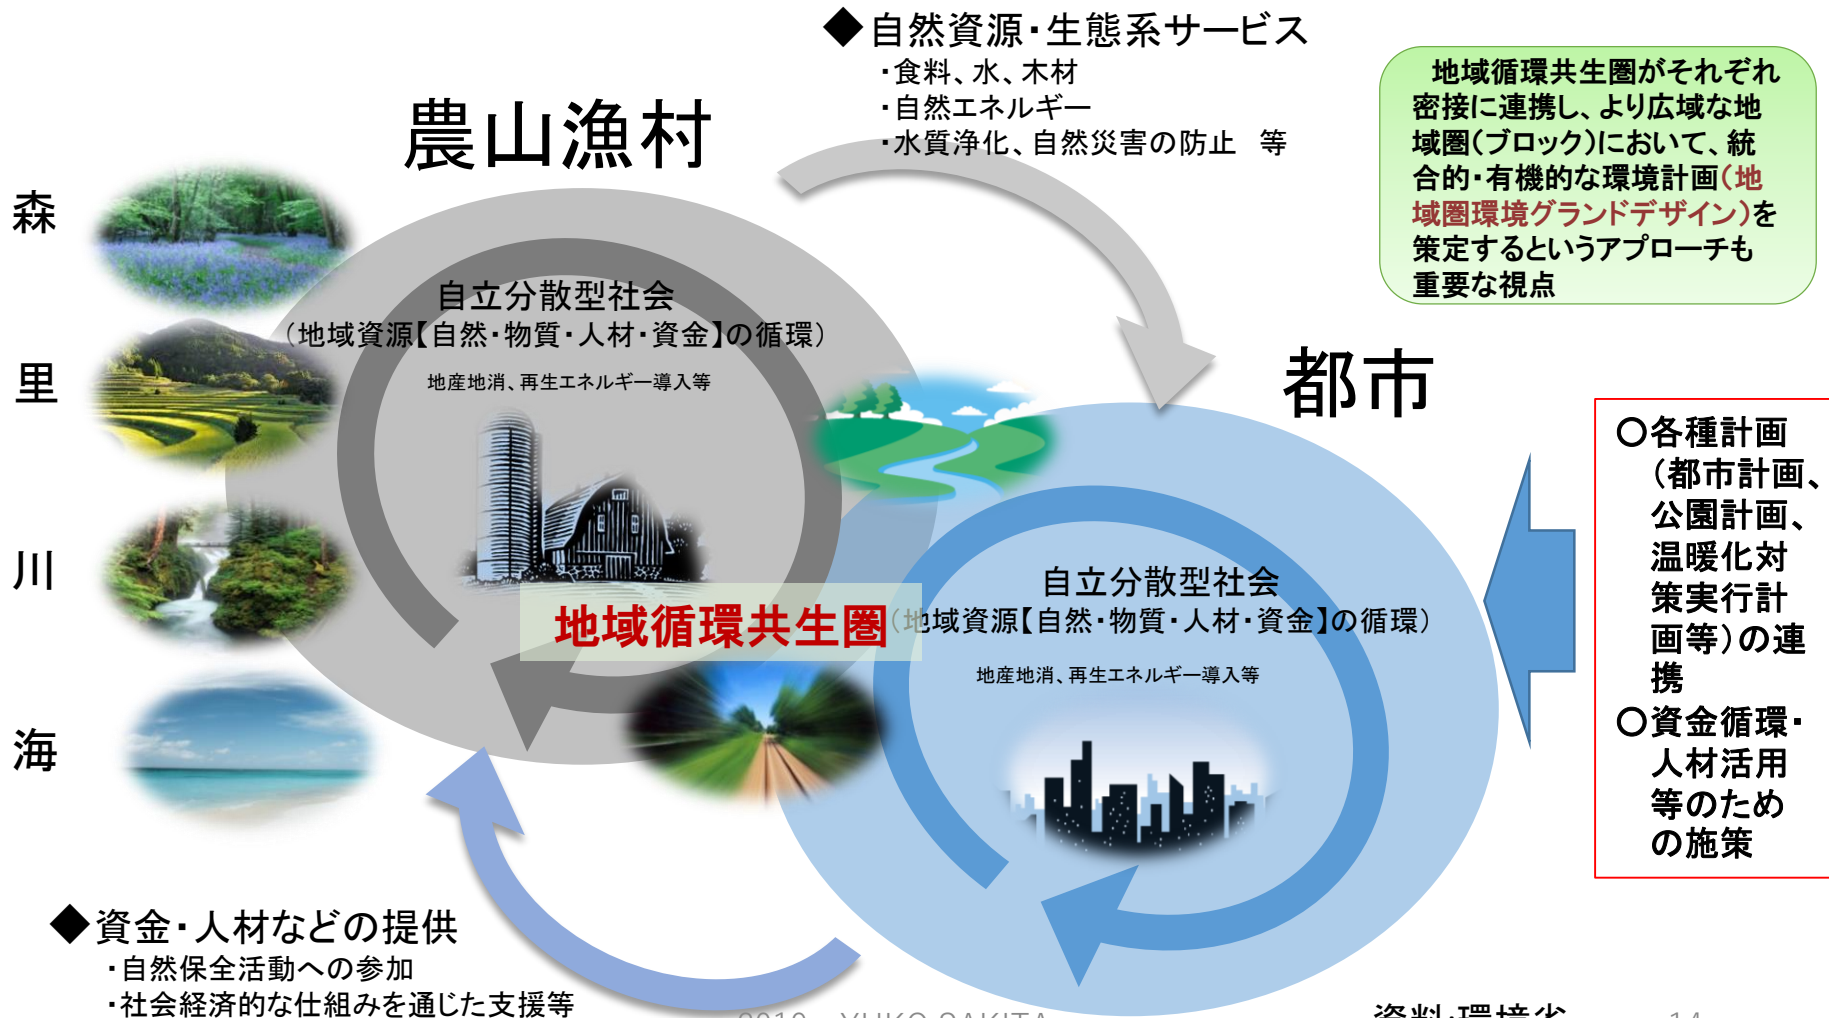 ◆自然資源・生態系サービス
・食料、水、木材
・自然エネルギー
・水質浄化、自然災害の防止　等
地域循環共生圏がそれぞれ
密接に連携し、より広域な地
域圏(ブロック)において、統
合的・有機的な環境計画(地
域圏環境グランドデザイン)を
策定するというアプローチも
重要な視点
農山漁村
森
里
川
海
自立分散型社会
(地域資源【自然・物質・人材・資金】の循環)
地産地消、再生エネルギー導入等
都市
地域循環共生圏
自立分散型社会
(地域資源【自然・物質・人材・資金】の循環)
地産地消、再生エネルギー導入等
○各種計画
(都市計画、
公園計画、
温暖化対
策実行計
画等)の連
携
○資金循環・
人材活用
等のため
の施策
◆資金・人材などの提供
・自然保全活動への参加
・社会経済的な仕組みを通じた支援等
YUKO SAKITA
資料:環境省
14